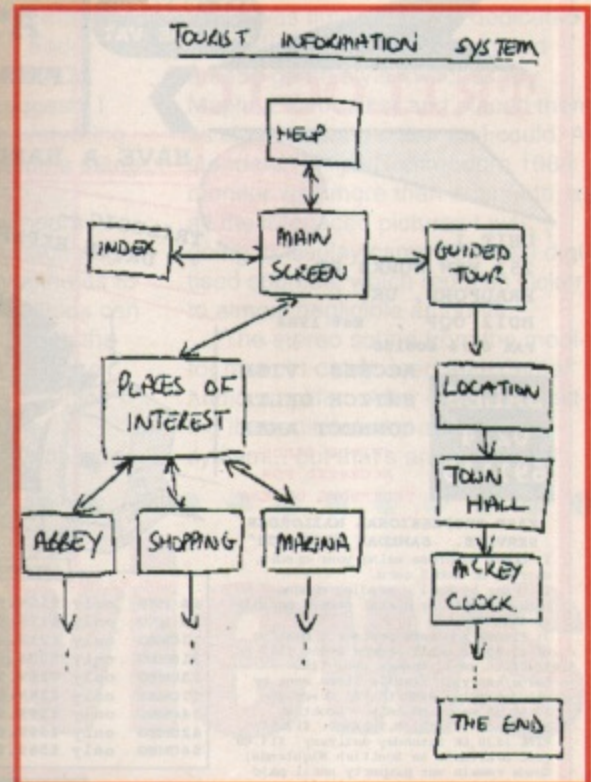 TOURIST INFORMATION SYSTEM
HELP
INDEX
MAIN
SCREEN
GUIDED
TOUR
PLACES OF
INTEREST
LOCATION
TOWN
HALL
ABBEY
SHOPPING
MARINA
CLOCK
THE END